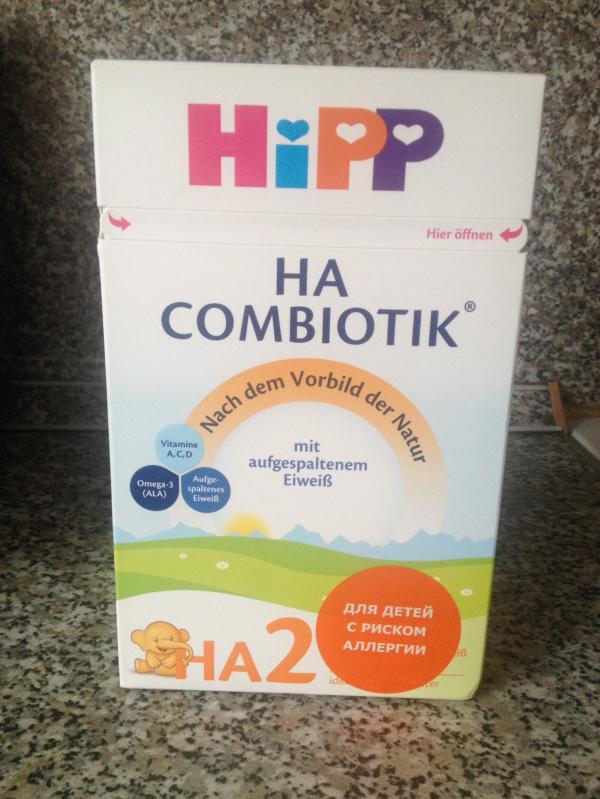 HiPP
Hier öffnen
HA
COMBIOTIK®
Nach dem Vorbild der Natur
mit
aufgespaltenem
Eiweiß
Vitamine
A, C, D
Omega-3
(ALA)
Aufge-
spaltenes
Eiweiß
HA2
ДЛЯ ДЕТЕЙ
С РИСКОМ
АЛЛЕРГИИ